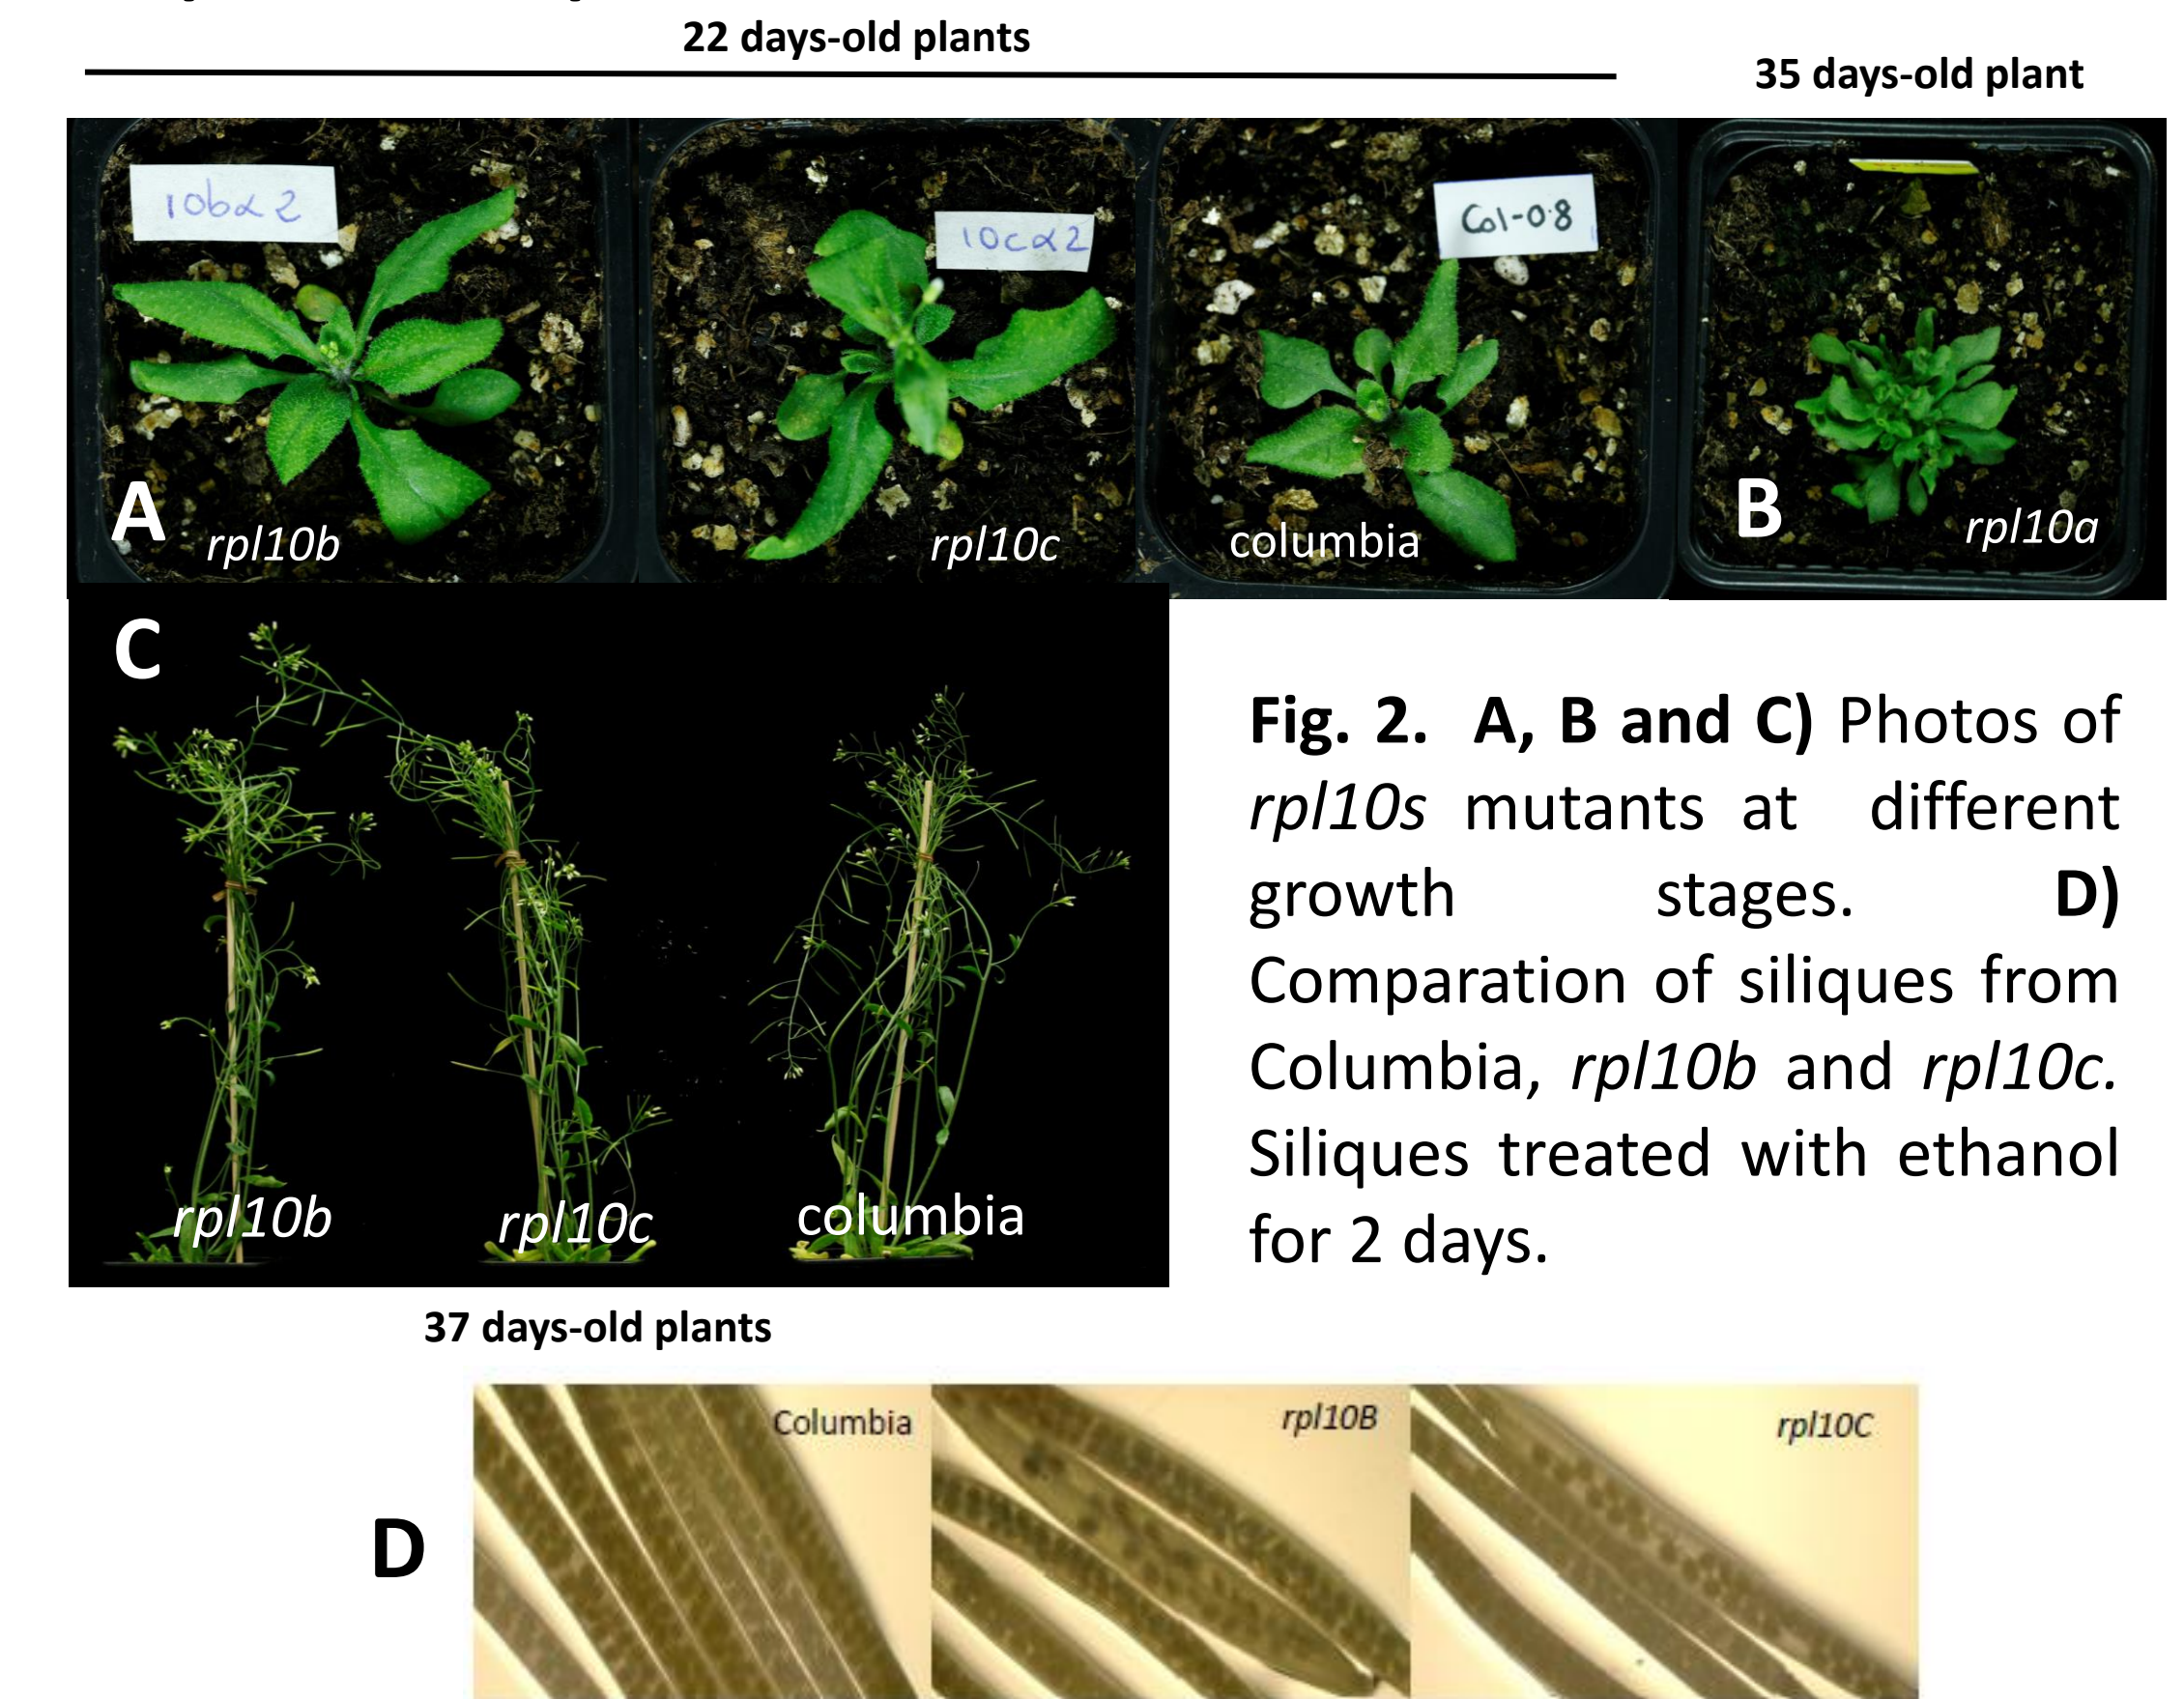 22 days-old plants
35 days-old plant
10bα2
10cα2
Col-0·8
A
rpl10b
rpl10c
columbia
B
rpl10a
C
rpl10b
rpl10c
columbia
Fig. 2. A, B and C) Photos of
rpl10s mutants at different
growth stages. D)
Comparation of siliques from
Columbia, rpl10b and rpl10c.
Siliques treated with ethanol
for 2 days.
37 days-old plants
D
Columbia
rpl10B
rpl10C